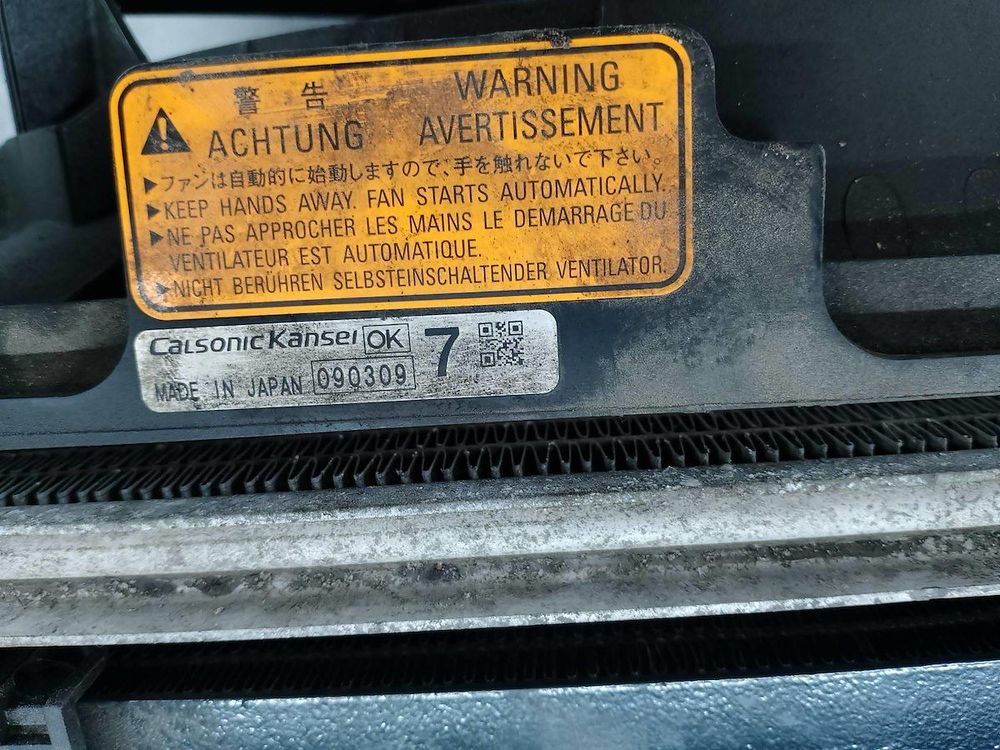 警告 WARNING
ACHTUNG AVERTISSEMENT
▶ファンは自動的に始動しますので、手を触れないで下さい。
▶KEEP HANDS AWAY. FAN STARTS AUTOMATICALLY.
▶NE PAS APPROCHER LES MAINS LE DEMARRAGE DU
VENTILATEUR EST AUTOMATIQUE.
▶NICHT BERÜHREN SELBSTEINSCHALTENDER VENTILATOR.
CALSONIC KANSEI OK 7
MADE IN JAPAN 090309